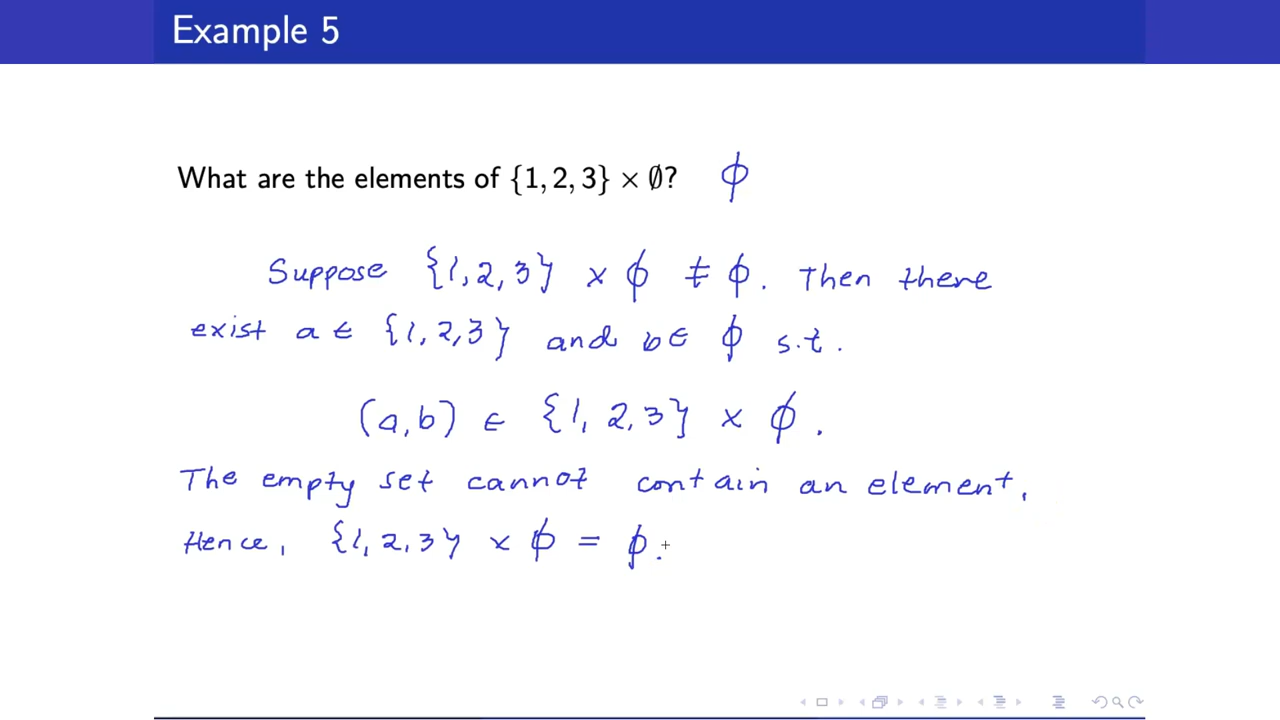 Example 5
What are the elements of {1, 2, 3} × ∅? ϕ
Suppose {1,2,3} × ϕ ≠ ϕ. Then there
exist a ∈ {1,2,3} and b ∈ ϕ s.t.
(a,b) ∈ {1, 2,3} × ϕ.
The empty set cannot contain an element.
Hence, {1, 2,3} × ϕ = ϕ.